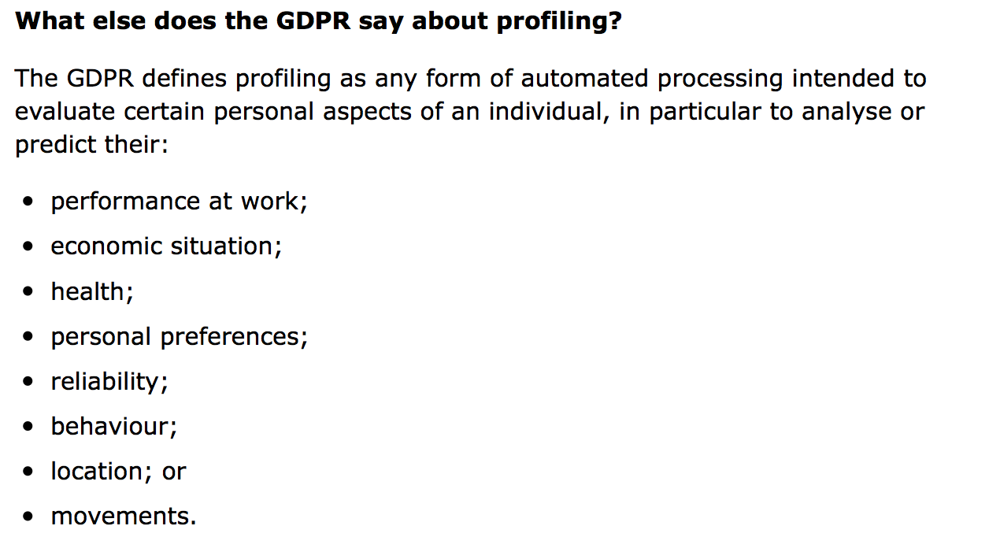 What else does the GDPR say about profiling?
The GDPR defines profiling as any form of automated processing intended to
evaluate certain personal aspects of an individual, in particular to analyse or
predict their:
• performance at work;
• economic situation;
• health;
• personal preferences;
• reliability;
• behaviour;
• location; or
• movements.